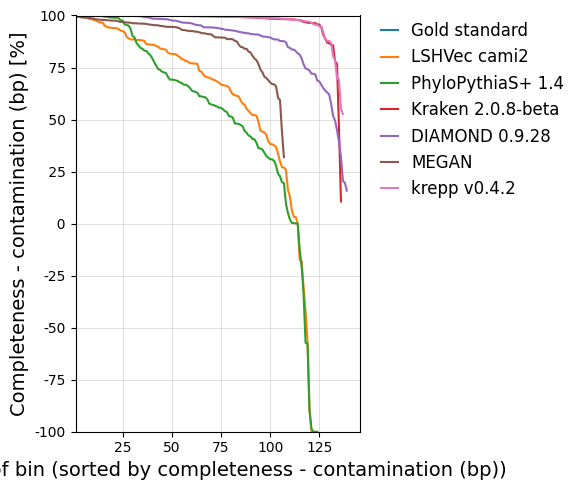 Completeness - contamination (bp) [%]
100
75
50
25
0
-25
-50
-75
-100
25
50
75
100
125
bin (sorted by completeness - contamination (bp))
Gold standard
LSHVec cami2
PhyloPythiaS+ 1.4
Kraken 2.0.8-beta
DIAMOND 0.9.28
MEGAN
krepp v0.4.2